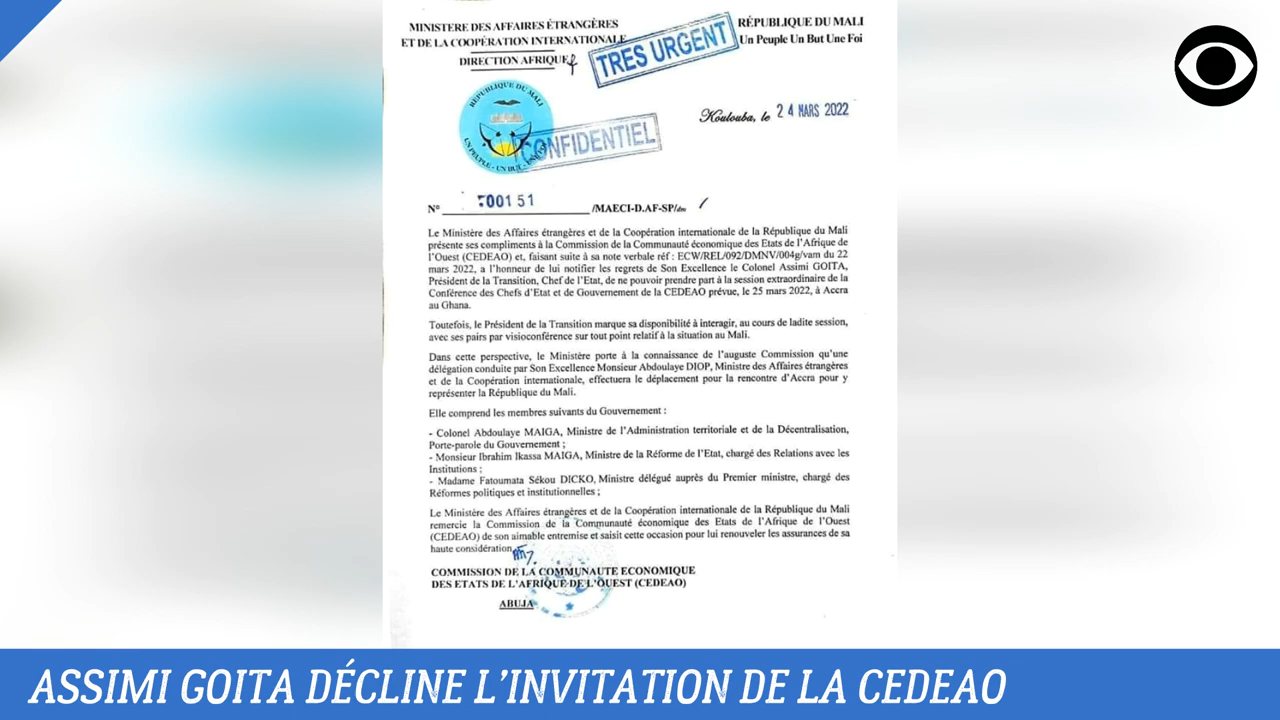 MINISTERE DES AFFAIRES ÉTRANGÈRES
ET DE LA COOPÉRATION INTERNATIONALE
DIRECTION AFRIQUE
TRES URGENT
RÉPUBLIQUE DU MALI
Un Peuple Un But Une Foi
REPUBLIQUE DU MALI
UN PEUPLE - UN BUT - UNE FOI
CONFIDENTIEL
Koulouba, le 24 MARS 2022
N° 00151 /MAECI-D.AF-SP/dm
Le Ministère des Affaires étrangères et de la Coopération internationale de la République du Mali
présente ses compliments à la Commission de la Communauté économique des Etats de l'Afrique de
l'Ouest (CEDEAO) et, faisant suite à sa note verbale réf : ECW/REL/092/DMNV/004g/vam du 22
mars 2022, a l'honneur de lui notifier les regrets de Son Excellence le Colonel Assimi GOITA,
Président de la Transition, Chef de l'Etat, de ne pouvoir prendre part à la session extraordinaire de la
Conférence des Chefs d'Etat et de Gouvernement de la CEDEAO prévue, le 25 mars 2022, à Accra
au Ghana.
Toutefois, le Président de la Transition marque sa disponibilité à interagir, au cours de ladite session,
avec ses pairs par visioconférence sur tout point relatif à la situation au Mali.
Dans cette perspective, le Ministère porte à la connaissance de l'auguste Commission qu'une
délégation conduite par Son Excellence Monsieur Abdoulaye DIOP, Ministre des Affaires étrangères
et de la Coopération internationale, effectuera le déplacement pour la rencontre d'Accra pour y
représenter la République du Mali.
Elle comprend les membres suivants du Gouvernement :
- Colonel Abdoulaye MAIGA, Ministre de l'Administration territoriale et de la Décentralisation,
Porte-parole du Gouvernement ;
- Monsieur Ibrahim Ikassa MAIGA, Ministre de la Réforme de l'Etat, chargé des Relations avec les
Institutions ;
- Madame Fatoumata Sékou DICKO, Ministre délégué auprès du Premier ministre, chargé des
Réformes politiques et institutionnelles ;
Le Ministère des Affaires étrangères et de la Coopération internationale de la République du Mali
remercie la Commission de la Communauté économique des Etats de l'Afrique de l'Ouest
(CEDEAO) de son aimable entremise et saisit cette occasion pour lui renouveler les assurances de sa
haute considération
COMMISSION DE LA COMMUNAUTE ECONOMIQUE
DES ETATS DE L'AFRIQUE DE L'OUEST (CEDEAO)
ABUJA
ASSIMI GOITA DÉCLINE L'INVITATION DE LA CEDEAO